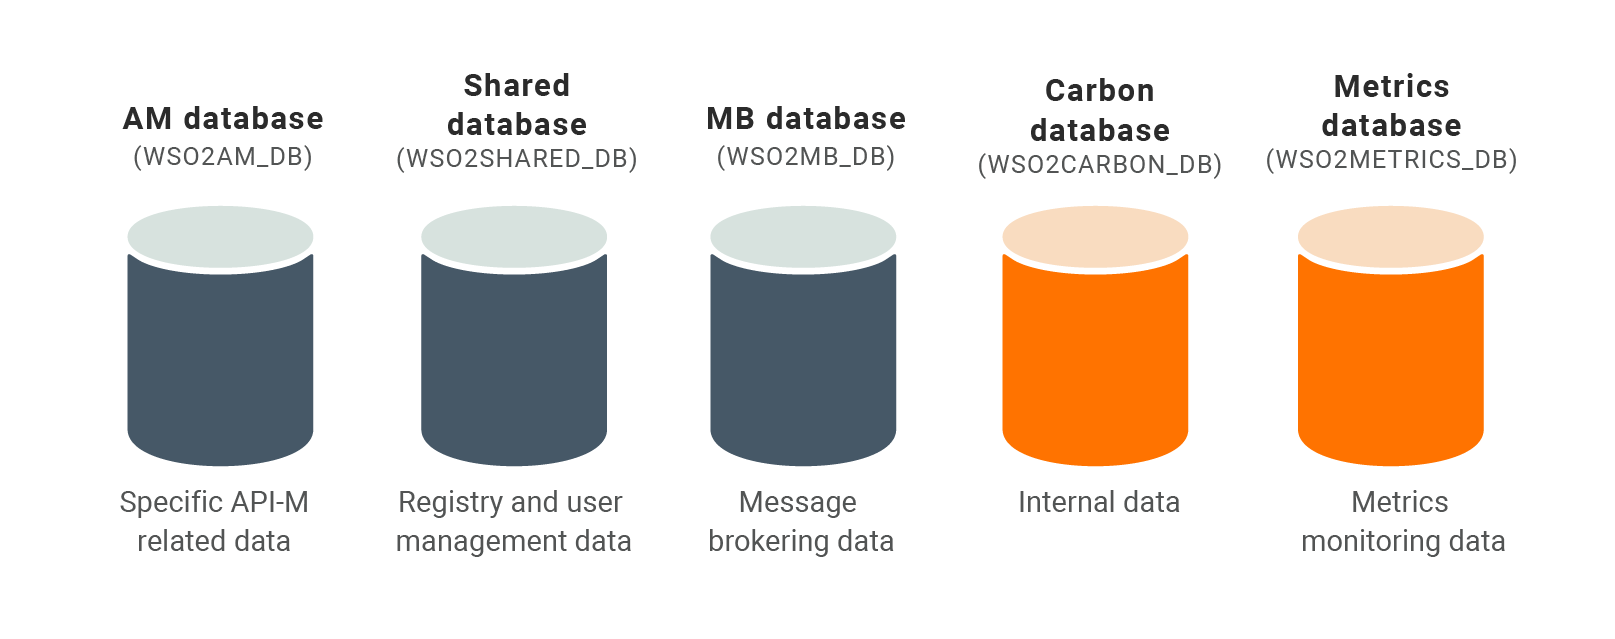 AM database
(WSO2AM_DB)
Specific API-M
related data
Shared
database
(WSO2SHARED_DB)
Registry and user
management data
MB database
(WSO2MB_DB)
Message
brokering data
Carbon
database
(WSO2CARBON_DB)
Internal data
Metrics
database
(WSO2METRICS_DB)
Metrics
monitoring data